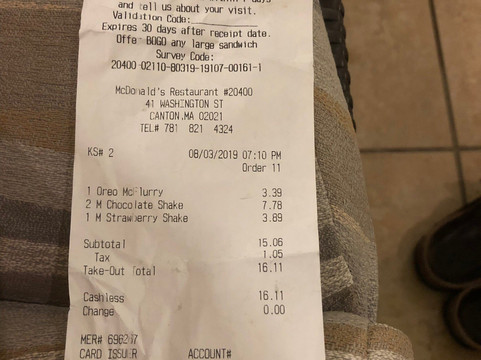 and tell us about your visit.
Validation Code:
Expires 30 days after receipt date.
Offe BOGO any large sandwich
Survey Code:
20400-02110-80319-19107-00161-1
McDonald's Restaurant #20400
41 WASHINGTON ST
CANTON,MA 02021
TEL# 781 821 4324
KS# 2 08/03/2019 07:10 PM
Order 11
1 Oreo McFlurry 3.39
2 M Chocolate Shake 7.78
1 M Strawberry Shake 3.89
Subtotal 15.06
Tax 1.05
Take-Out Total 16.11
Cashless 16.11
Change 0.00
MER#
CARD ISSUER ACCOUNT#